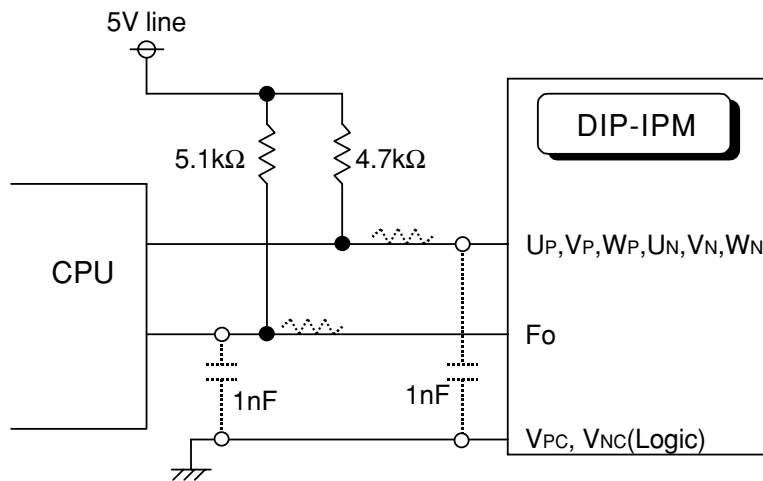 5V line
DIP-IPM
5.1kΩ
4.7kΩ
CPU
UP,VP,WP,UN,VN,WN
Fo
1nF
1nF
VPC, VNC(Logic)